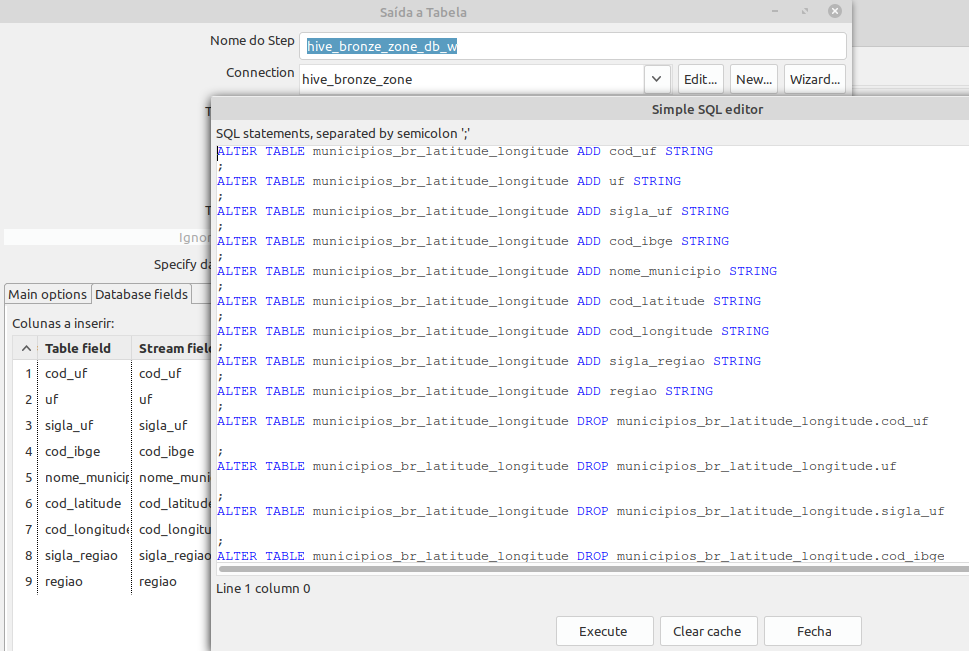 Saída a Tabela
Nome do Step hive_bronze_zone_db_w
Connection hive_bronze_zone Edit... New... Wizard...
Simple SQL editor
SQL statements, separated by semicolon ';'
ALTER TABLE municipios_br_latitude_longitude ADD cod_uf STRING
;
ALTER TABLE municipios_br_latitude_longitude ADD uf STRING
;
ALTER TABLE municipios_br_latitude_longitude ADD sigla_uf STRING
;
ALTER TABLE municipios_br_latitude_longitude ADD cod_ibge STRING
;
ALTER TABLE municipios_br_latitude_longitude ADD nome_municipio STRING
;
ALTER TABLE municipios_br_latitude_longitude ADD cod_latitude STRING
;
ALTER TABLE municipios_br_latitude_longitude ADD cod_longitude STRING
;
ALTER TABLE municipios_br_latitude_longitude ADD sigla_regiao STRING
;
ALTER TABLE municipios_br_latitude_longitude ADD regiao STRING
;
ALTER TABLE municipios_br_latitude_longitude DROP municipios_br_latitude_longitude.cod_uf
;
ALTER TABLE municipios_br_latitude_longitude DROP municipios_br_latitude_longitude.uf
;
ALTER TABLE municipios_br_latitude_longitude DROP municipios_br_latitude_longitude.sigla_uf
;
ALTER TABLE municipios_br_latitude_longitude DROP municipios_br_latitude_longitude.cod_ibge
Line 1 column 0
Execute Clear cache Fecha
T
T
Ignor
Specify da
Main options Database fields
Colunas a inserir:
Table field Stream fiel
1 cod_uf cod_uf
2 uf uf
3 sigla_uf sigla_uf
4 cod_ibge cod_ibge
5 nome_municip nome_muni
6 cod_latitude cod_latitud
7 cod_longitude cod_longitu
8 sigla_regiao sigla_regiao
9 regiao regiao